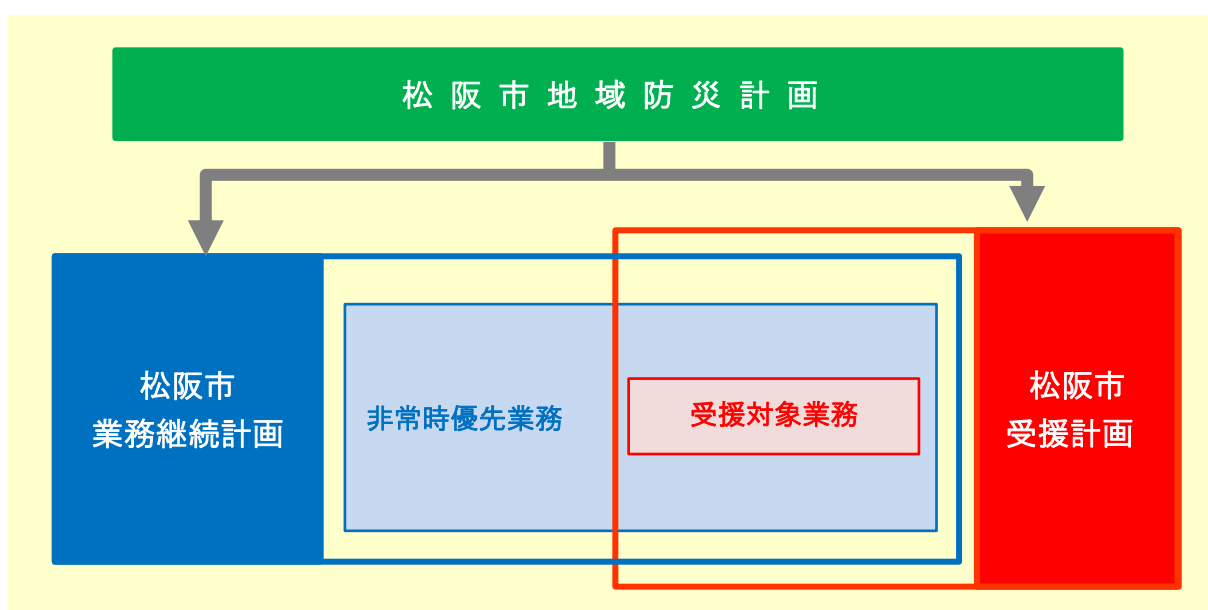 松阪市地域防災計画
松阪市
業務継続計画
非常時優先業務
受援対象業務
松阪市
受援計画